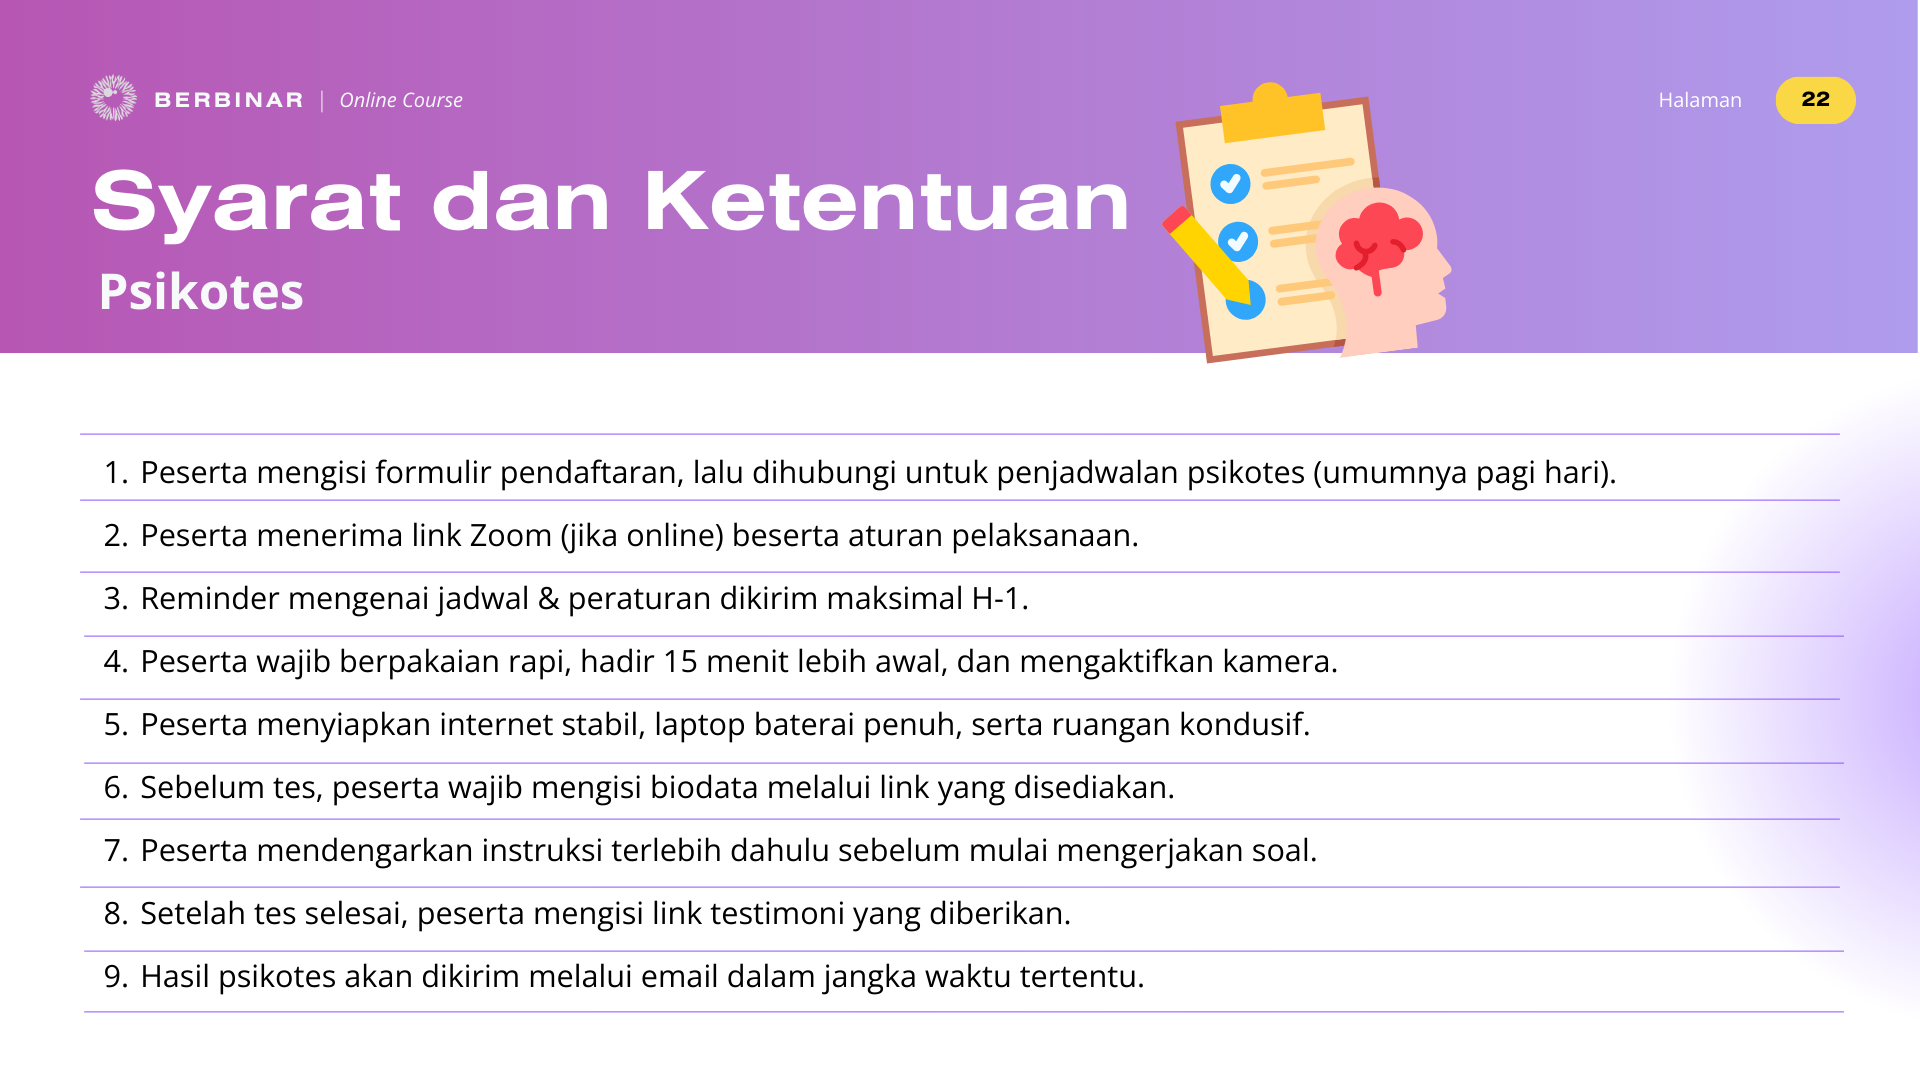 BERBINAR | Online Course
Halaman 22
Syarat dan Ketentuan
Psikotes
1. Peserta mengisi formulir pendaftaran, lalu dihubungi untuk penjadwalan psikotes (umumnya pagi hari).
2. Peserta menerima link Zoom (jika online) beserta aturan pelaksanaan.
3. Reminder mengenai jadwal & peraturan dikirim maksimal H-1.
4. Peserta wajib berpakaian rapi, hadir 15 menit lebih awal, dan mengaktifkan kamera.
5. Peserta menyiapkan internet stabil, laptop baterai penuh, serta ruangan kondusif.
6. Sebelum tes, peserta wajib mengisi biodata melalui link yang disediakan.
7. Peserta mendengarkan instruksi terlebih dahulu sebelum mulai mengerjakan soal.
8. Setelah tes selesai, peserta mengisi link testimoni yang diberikan.
9. Hasil psikotes akan dikirim melalui email dalam jangka waktu tertentu.